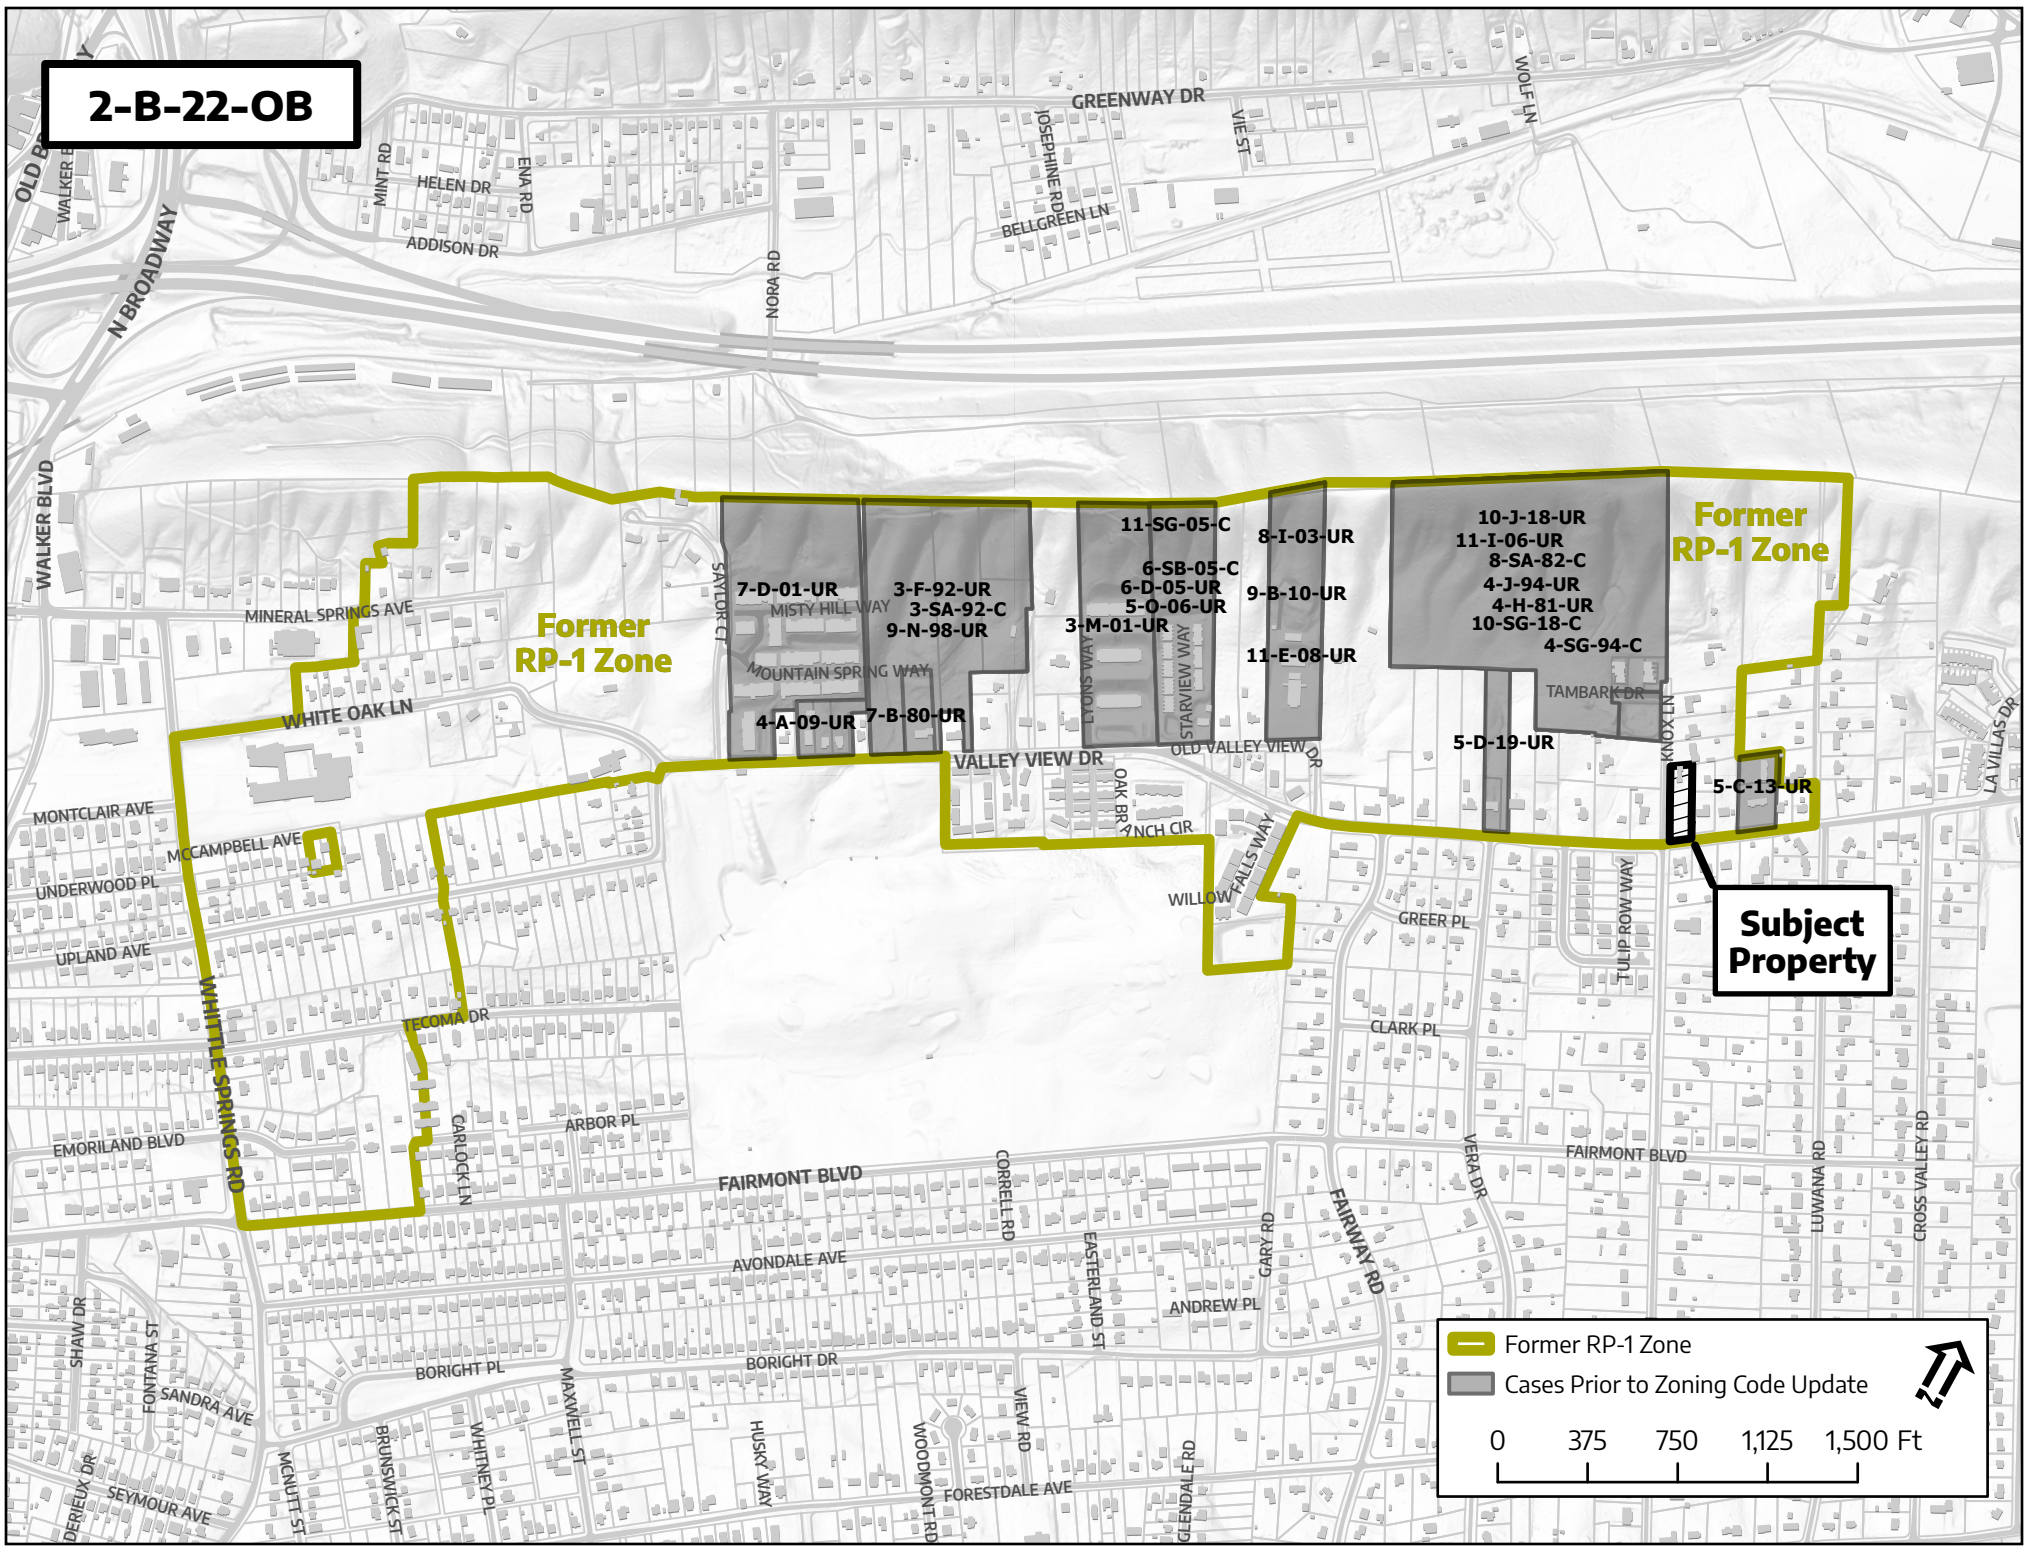 2-B-22-OB
OLD BR
WALKER B
N BROADWAY
MINT RD
HELEN DR
ENA RD
ADDISON DR
NORA RD
GREENWAY DR
JOSEPHINE RD
BELLGREEN LN
VIE ST
WOLF LN
WALKER BLVD
MINERAL SPRINGS AVE
WHITE OAK LN
Former
RP-1 Zone
SAYLOR CT
7-D-01-UR
MISTY HILL WAY
MOUNTAIN SPRING WAY
4-A-09-UR
3-F-92-UR
3-SA-92-C
9-N-98-UR
7-B-80-UR
VALLEY VIEW DR
11-SG-05-C
6-SB-05-C
6-D-05-UR
5-O-06-UR
3-M-01-UR
LYONS WAY
STARVIEW WAY
8-I-03-UR
9-B-10-UR
11-E-08-UR
OLD VALLEY VIEW DR
10-J-18-UR
11-I-06-UR
8-SA-82-C
4-J-94-UR
4-H-81-UR
10-SG-18-C
4-SG-94-C
TAMBARK DR
KNOX LN
5-D-19-UR
Former
RP-1 Zone
5-C-13-UR
LA VILLAS DR
OAK BRANCH CIR
WILLOW FALLS WAY
MONTCLAIR AVE
MCCAMPBELL AVE
UNDERWOOD PL
UPLAND AVE
WHITTLE SPRINGS RD
TECOMA DR
EMORILAND BLVD
CARLOCK LN
ARBOR PL
FAIRMONT BLVD
CORRELL RD
AVONDALE AVE
EASTERLAND ST
ANDREW PL
GARY RD
FAIRWAY RD
GREER PL
CLARK PL
TULIP ROW WAY
VERA DR
FAIRMONT BLVD
LUWANA RD
CROSS VALLEY RD
Subject
Property
SHAW DR
FONTANA ST
SANDRA AVE
SEYMOUR AVE
DERIEUX DR
MCNUTT ST
BORIGHT PL
BRUNSWICK ST
WHITNEY PL
MAXWELL ST
BORIGHT DR
HUSKY WAY
VIEW RD
WOODMONT RD
FORESTDALE AVE
GLENDALE RD
Former RP-1 Zone
Cases Prior to Zoning Code Update
N
0 375 750 1,125 1,500 Ft